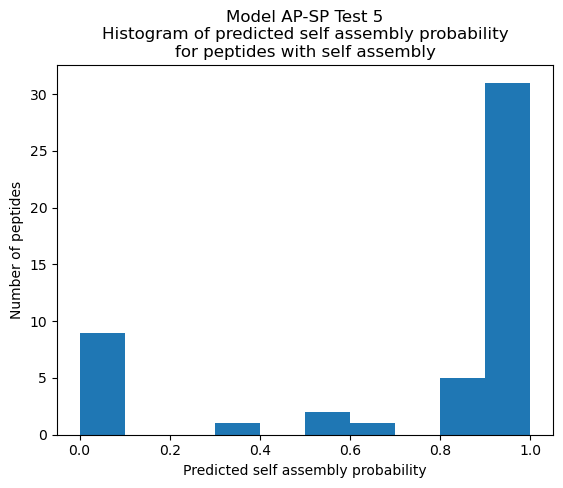 Model AP-SP Test 5
Histogram of predicted self assembly probability
for peptides with self assembly
30
25
20
15
10
5
0
Number of peptides
0.0 0.2 0.4 0.6 0.8 1.0
Predicted self assembly probability